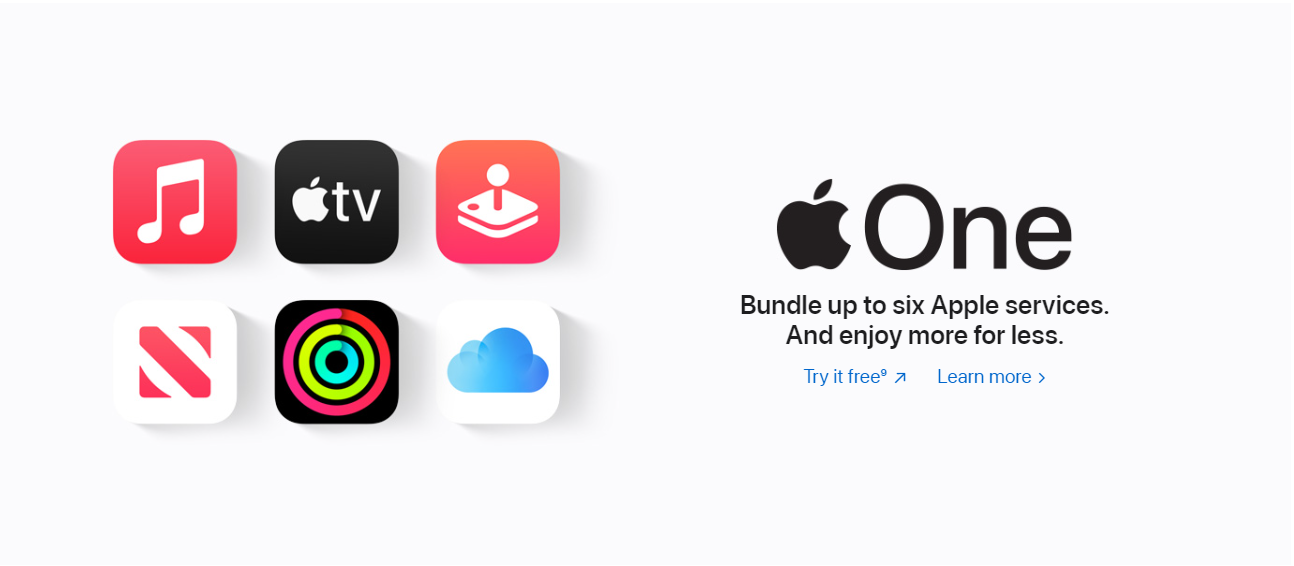 tv
One
Bundle up to six Apple services.
And enjoy more for less.
Try it free⁹ ↗ Learn more >